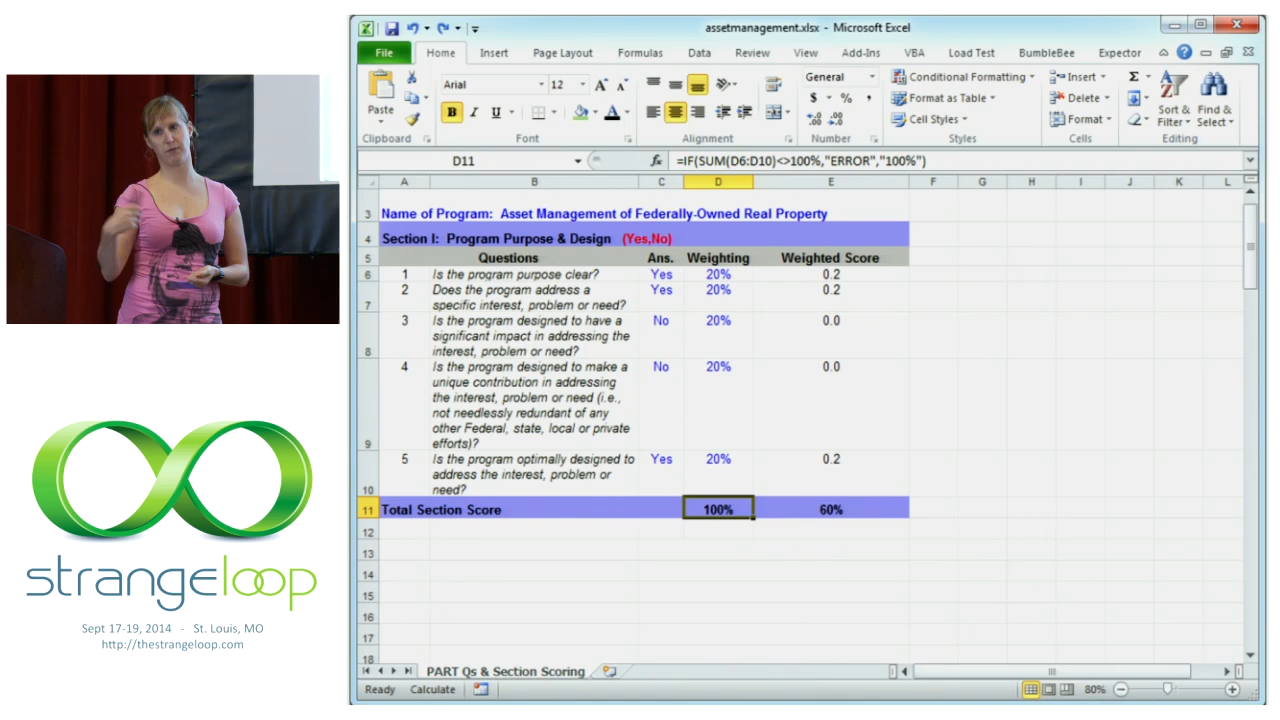 strangeloop
Sept 17-19, 2014 - St. Louis, MO
http://thestrangeloop.com
assetmanagement.xlsx - Microsoft Excel
File Home Insert Page Layout Formulas Data Review View Add-Ins VBA Load Test BumbleBee Expector
Paste
Clipboard
Arial 12
B I U A
Font
Alignment
General
$ % ,
Number
Conditional Formatting
Format as Table
Cell Styles
Styles
Insert
Delete
Format
Cells
Σ
Sort & Filter
Find & Select
Editing
D11 fx =IF(SUM(D6:D10)<>100%,"ERROR","100%")
A B C D E F G H I J K L
3 Name of Program: Asset Management of Federally-Owned Real Property
4 Section I: Program Purpose & Design (Yes,No)
5 Questions Ans. Weighting Weighted Score
6 1 Is the program purpose clear? Yes 20% 0.2
2 Does the program address a Yes 20% 0.2
7 specific interest, problem or need?
3 Is the program designed to have a No 20% 0.0
significant impact in addressing the
8 interest, problem or need?
4 Is the program designed to make a No 20% 0.0
unique contribution in addressing
the interest, problem or need (i.e.,
not needlessly redundant of any
other Federal, state, local or private
9 efforts)?
5 Is the program optimally designed to Yes 20% 0.2
address the interest, problem or
10 need?
11 Total Section Score 100% 60%
12
13
14
15
16
17
18
PART Qs & Section Scoring
Ready Calculate 80%